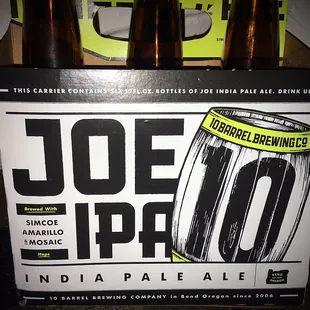 THIS CARRIER CONTAINS SIX 12FL.OZ. BOTTLES OF JOE INDIA PALE ALE. DRINK UP
JOE
IPA
Brewed With
SIMCOE
AMARILLO
& MOSAIC
Hops
10 BARREL BREWING CO
10
INDIA PALE ALE
10 BARREL BREWING COMPANY in Bend Oregon since 2006